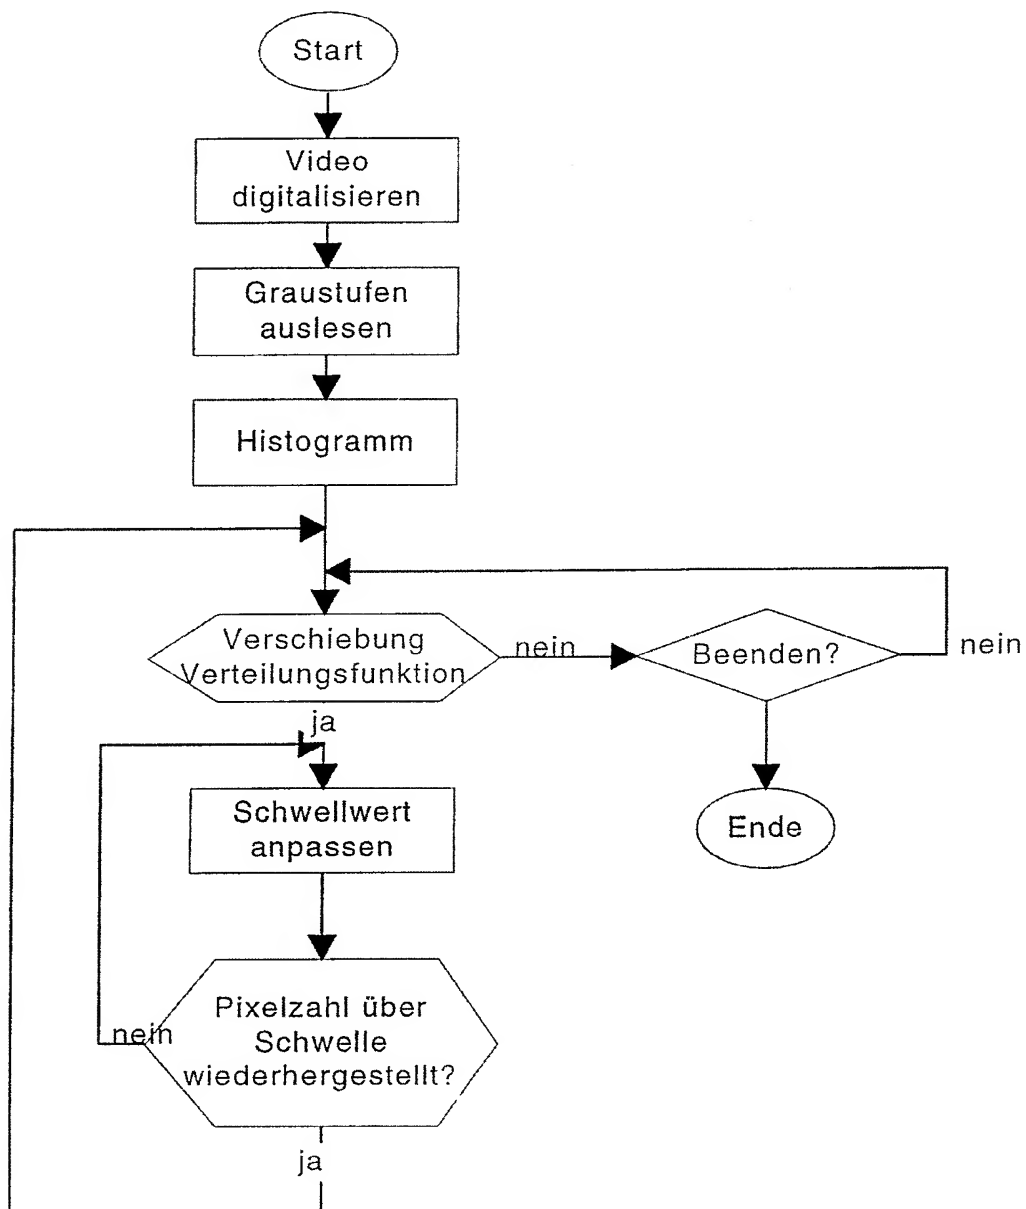 Start
Video
digitalisieren
Graustufen
auslesen
Histogramm
Verschiebung
Verteilungsfunktion
nein
Beenden?
nein
ja
Schwellwert
anpassen
Ende
Pixelzahl über
Schwelle
wiederhergestellt?
nein
ja